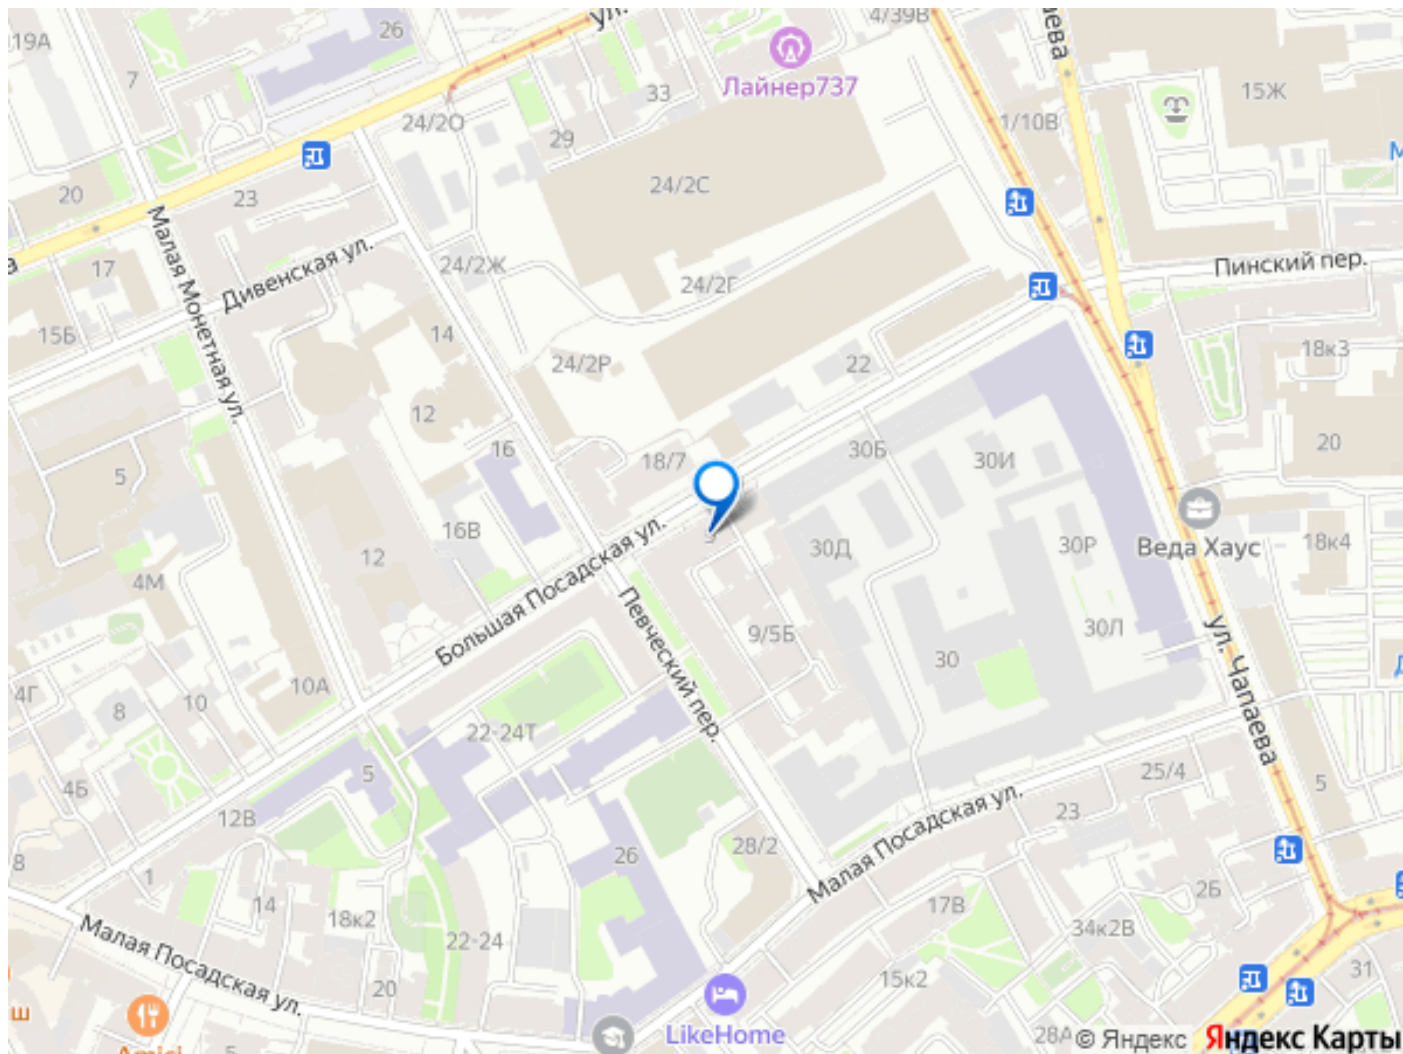 26
ул.
4/39В
19А
7
Лайнер737
33
15Ж
24/2О
29
1/10В
24/2С
20
23
Малая Монетная ул.
Дивенская ул.
17
24/2Ж
24/2Г
Пинский пер.
15Б
14
24/2Р
22
18к3
12
5
16
18/7
30Б
30И
20
16В
12
30Д
30Р
Веда Хаус
18к4
4М
Большая Посадская ул.
Певческий пер.
9/5Б
30Л
ул. Чапаева
30
4Г
10А
8
10
22-24Т
5
4Б
12В
25/4
5
23
Малая Посадская ул.
8
1
26
28/2
14
18к2
17В
2Б
34к2В
22-24
Малая Посадская ул.
20
15к2
31
ш
LikeHome
28А
© Яндекс
Яндекс Карты